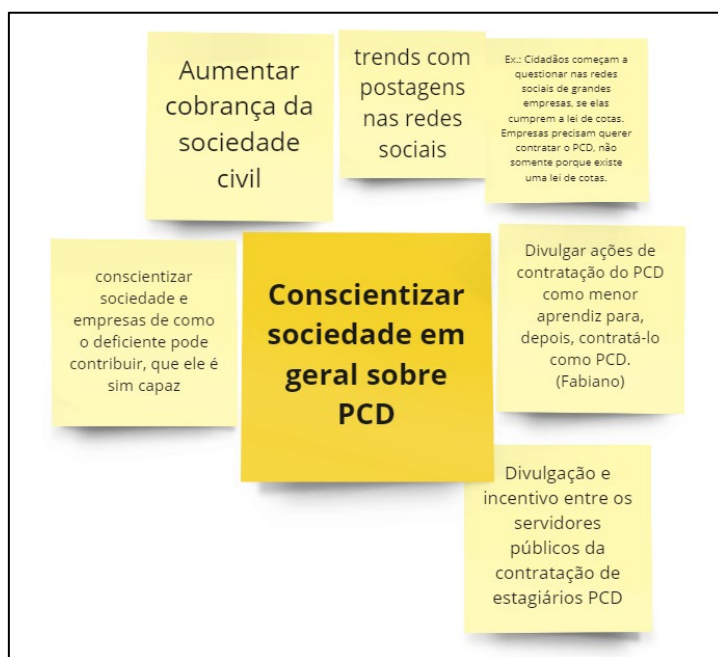 Aumentar
cobrança da
sociedade
civil
trends com
postagens
nas redes
sociais
Ex.: Cidadãos começam a
questionar nas redes
sociais de grandes
empresas, se elas
cumprem a lei de cotas.
Empresas precisam querer
contratar o PCD, não
somente porque existe
uma lei de cotas.
conscientizar
sociedade e
empresas de como
o deficiente pode
contribuir, que ele é
sim capaz
Conscientizar
sociedade em
geral sobre
PCD
Divulgar ações de
contratação do PCD
como menor
aprendiz para,
depois, contratá-lo
como PCD.
(Fabiano)
Divulgação e
incentivo entre os
servidores
públicos da
contratação de
estagiários PCD